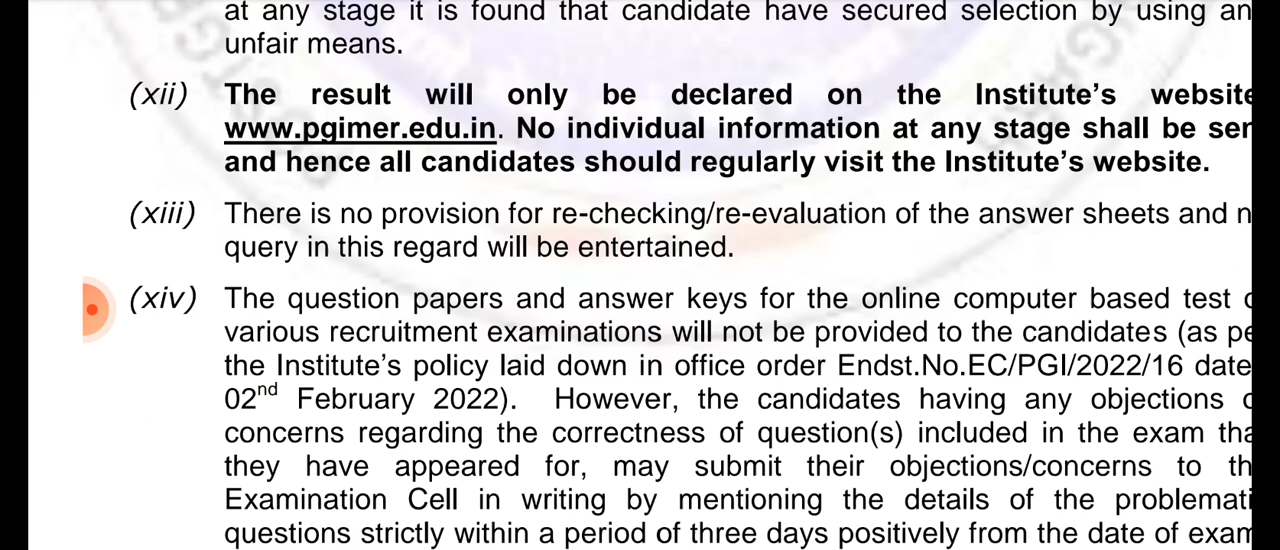 at any stage it is found that candidate have secured selection by using an
unfair means.
(xii) The result will only be declared on the Institute's website
www.pgimer.edu.in. No individual information at any stage shall be
and hence all candidates should regularly visit the Institute's website.
(xiii) There is no provision for re-checking/re-evaluation of the answer sheets and n
query in this regard will be entertained.
(xiv) The question papers and answer keys for the online computer based test
various recruitment examinations will not be provided to the candidates (as pe
the Institute's policy laid down in office order Endst.No.EC/PGI/2022/16 date
02nd February 2022). However, the candidates having any objections
concerns regarding the correctness of question(s) included in the exam tha
they have appeared for, may submit their objections/concerns to th
Examination Cell in writing by mentioning the details of the problemati
questions strictly within a period of three days positively from the date of exam